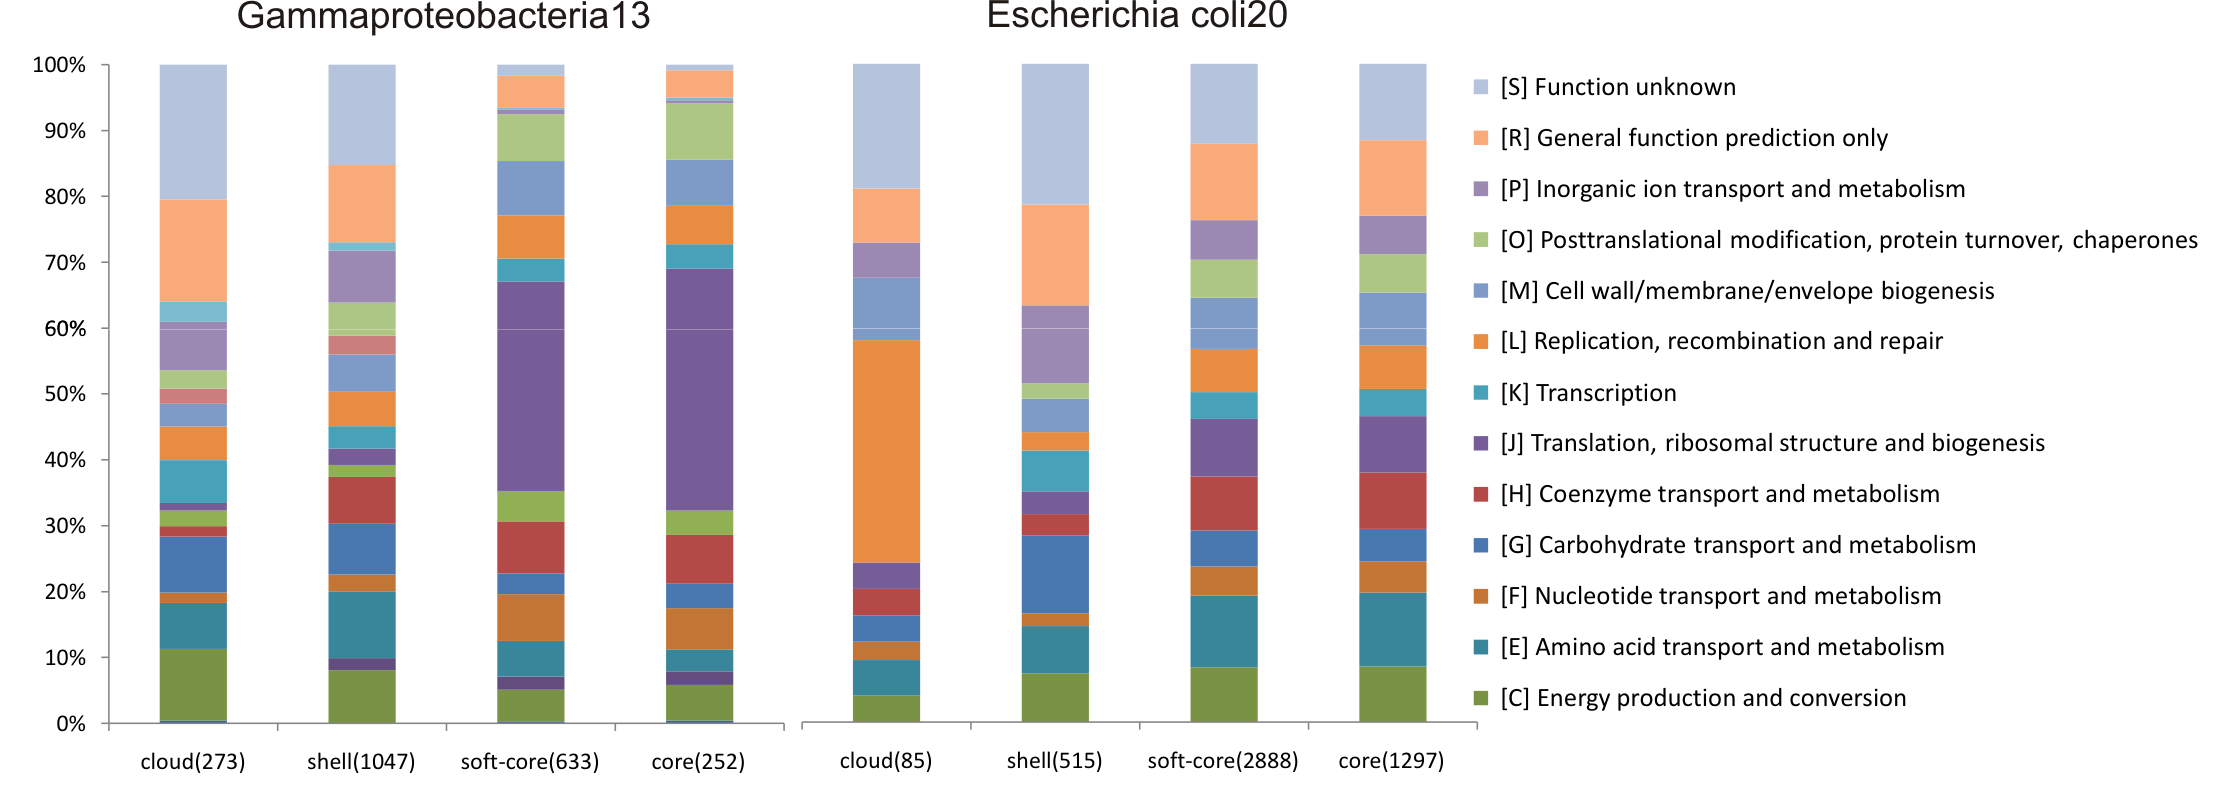 Gammaproteobacteria13
Escherichia coli20
100%
90%
80%
70%
60%
50%
40%
30%
20%
10%
0%
cloud(273)
shell(1047)
soft-core(633)
core(252)
cloud(85)
shell(515)
soft-core(2888)
core(1297)
[S] Function unknown
[R] General function prediction only
[P] Inorganic ion transport and metabolism
[O] Posttranslational modification, protein turnover, chaperones
[M] Cell wall/membrane/envelope biogenesis
[L] Replication, recombination and repair
[K] Transcription
[J] Translation, ribosomal structure and biogenesis
[H] Coenzyme transport and metabolism
[G] Carbohydrate transport and metabolism
[F] Nucleotide transport and metabolism
[E] Amino acid transport and metabolism
[C] Energy production and conversion